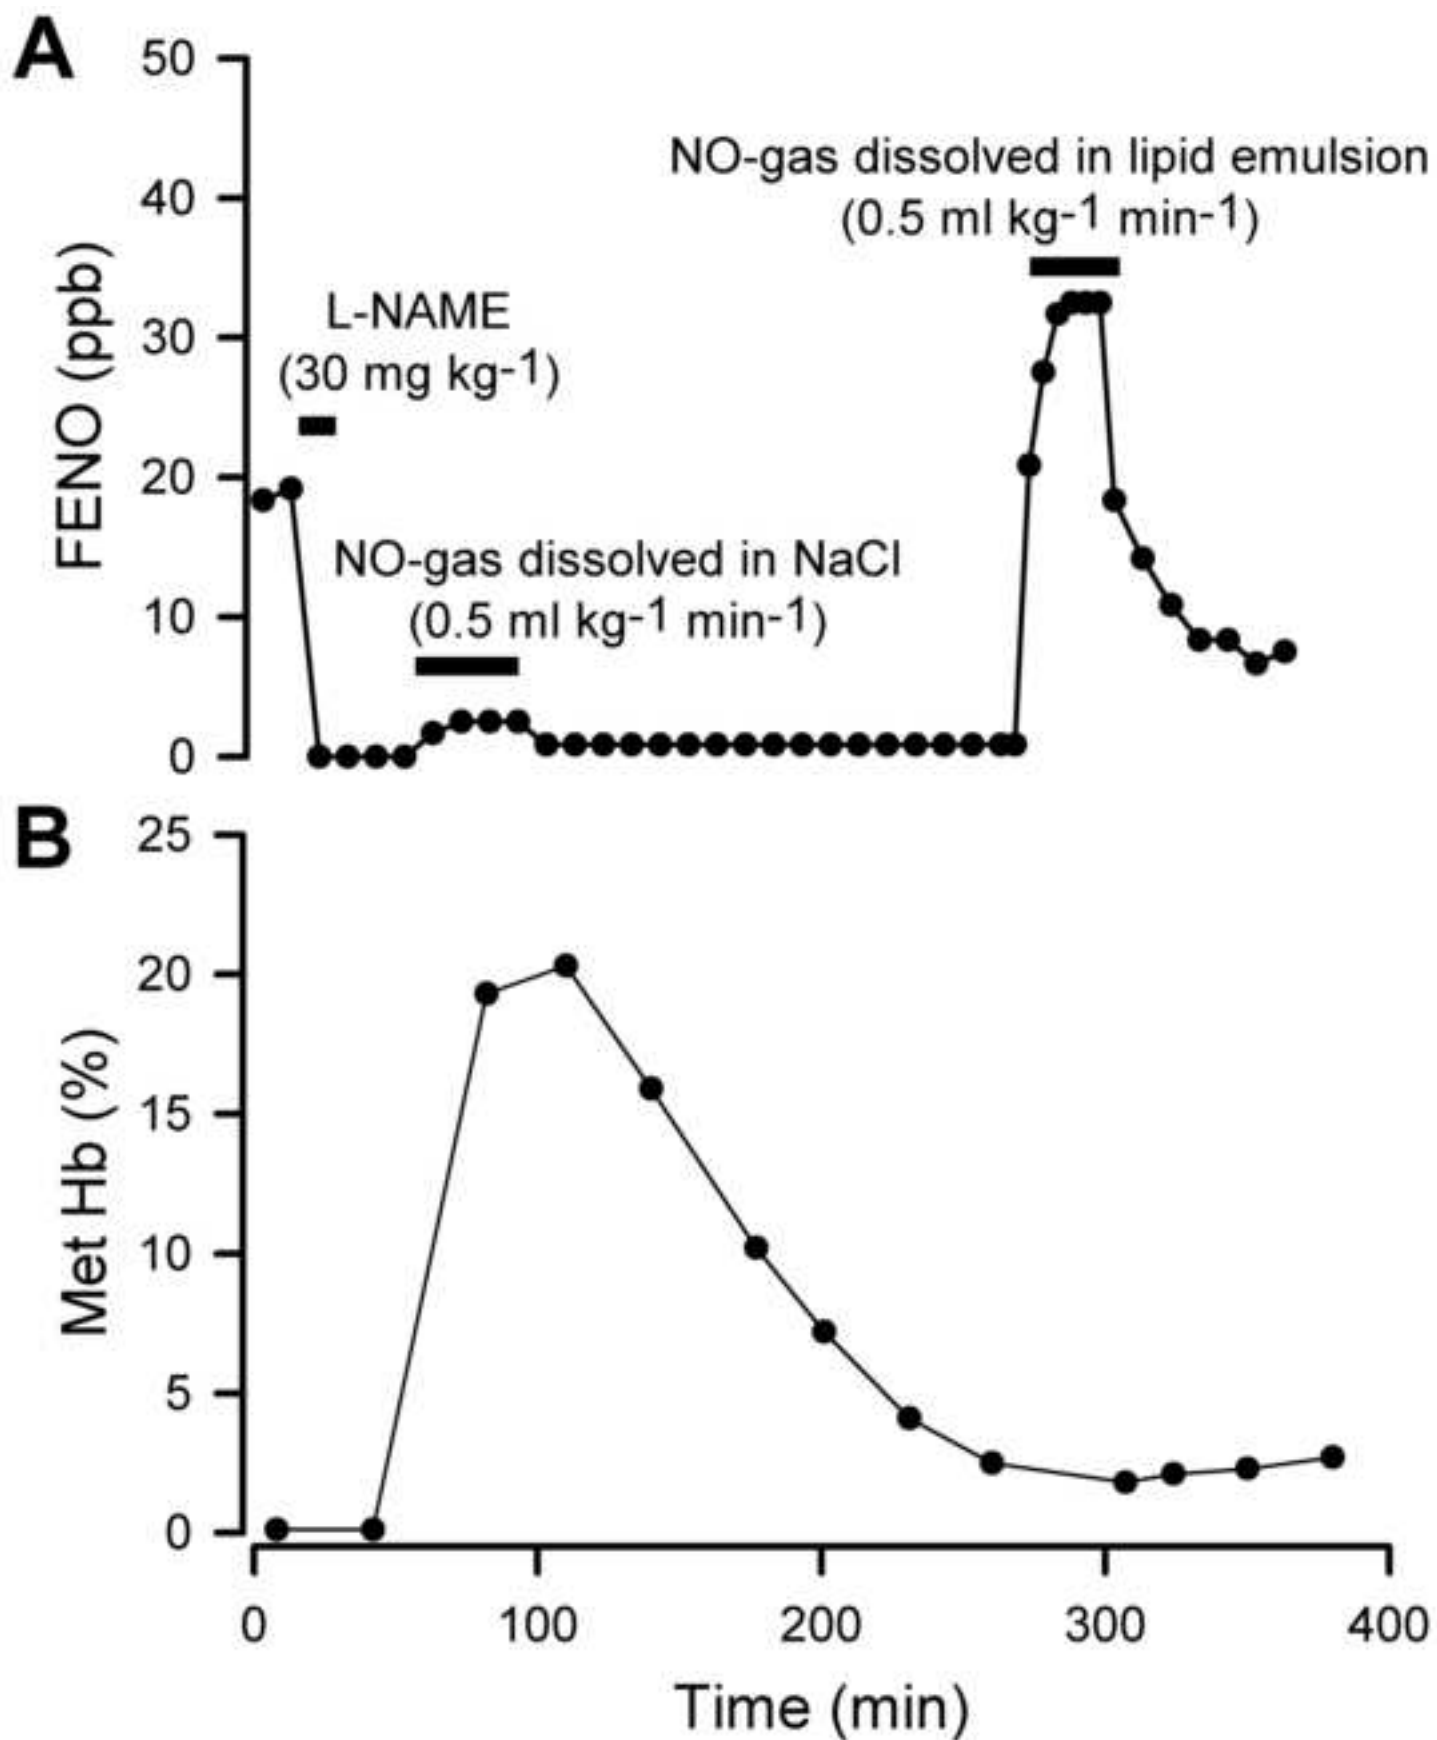 A
50
NO-gas dissolved in lipid emulsion
40
(0.5 ml kg-1 min-1)
L-NAME
30
(30 mg kg-1)
FENO (ppb)
20
NO-gas dissolved in NaCl
10
(0.5 ml kg-1 min-1)
0
B
25
20
Met Hb (%)
15
10
5
0
0 100 200 300 400
Time (min)